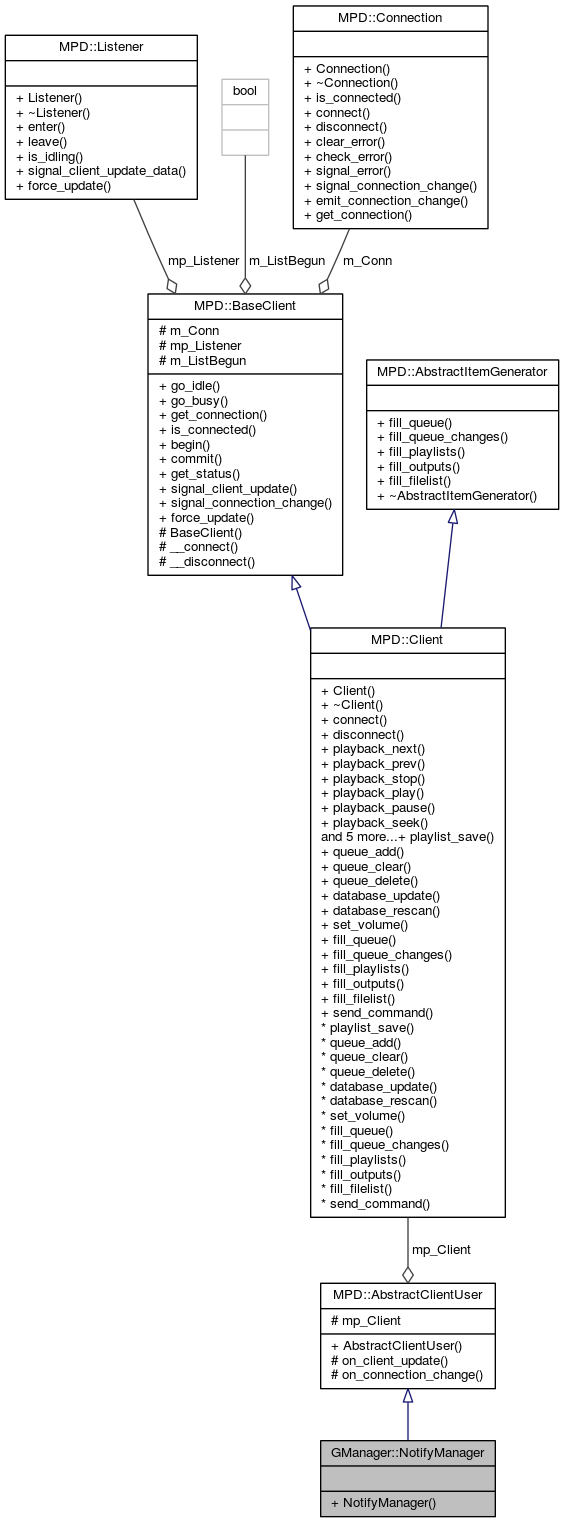 MPD::Connection
+ Connection()
+ ~Connection()
+ is_connected()
+ connect()
+ disconnect()
+ clear_error()
+ check_error()
+ signal_error()
+ signal_connection_change()
+ emit_connection_change()
+ get_connection()
MPD::Listener
+ Listener()
+ ~Listener()
+ enter()
+ leave()
+ is_idling()
+ signal_client_update_data()
+ force_update()
bool
mp_Listener
m_ListBegun
m_Conn
MPD::BaseClient
# m_Conn
# mp_Listener
# m_ListBegun
+ go_idle()
+ go_busy()
+ get_connection()
+ is_connected()
+ begin()
+ commit()
+ get_status()
+ signal_client_update()
+ signal_connection_change()
+ force_update()
# BaseClient()
# __connect()
# __disconnect()
MPD::AbstractItemGenerator
+ fill_queue()
+ fill_queue_changes()
+ fill_playlists()
+ fill_outputs()
+ fill_filelist()
+ ~AbstractItemGenerator()
MPD::Client
+ Client()
+ ~Client()
+ connect()
+ disconnect()
+ playback_next()
+ playback_prev()
+ playback_stop()
+ playback_play()
+ playback_pause()
+ playback_seek()
and 5 more...+ playlist_save()
+ queue_add()
+ queue_clear()
+ queue_delete()
+ database_update()
+ database_rescan()
+ set_volume()
+ fill_queue()
+ fill_queue_changes()
+ fill_playlists()
+ fill_outputs()
+ fill_filelist()
+ send_command()
* playlist_save()
* queue_add()
* queue_clear()
* queue_delete()
* database_update()
* database_rescan()
* set_volume()
* fill_queue()
* fill_queue_changes()
* fill_playlists()
* fill_outputs()
* fill_filelist()
* send_command()
mp_Client
MPD::AbstractClientUser
# mp_Client
+ AbstractClientUser()
# on_client_update()
# on_connection_change()
GManager::NotifyManager
+ NotifyManager()